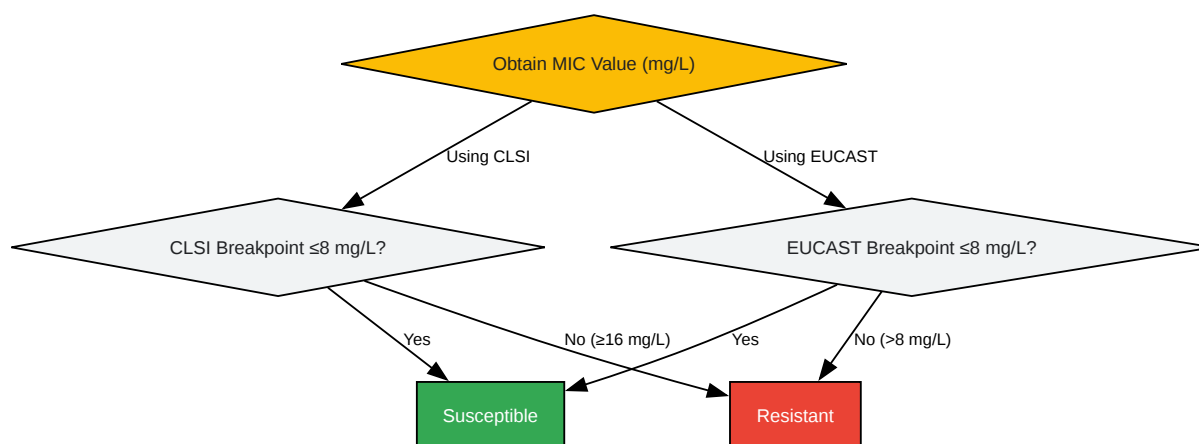 Obtain MIC Value (mg/L)
Using CLSI
Using EUCAST
CLSI Breakpoint ≤8 mg/L?
EUCAST Breakpoint ≤8 mg/L?
Yes
No (≥16 mg/L)
Yes
No (>8 mg/L)
Susceptible
Resistant